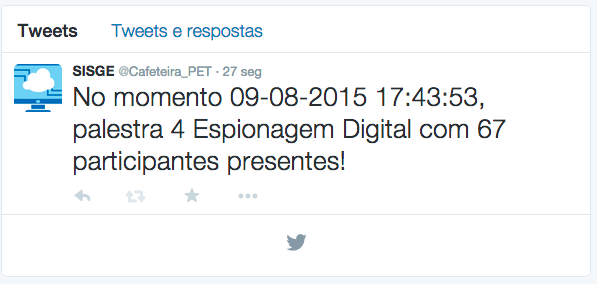 Tweets Tweets e respostas
SISGE @Cafeteira_PET · 27 seg
No momento 09-08-2015 17:43:53,
palestra 4 Espionagem Digital com 67
participantes presentes!